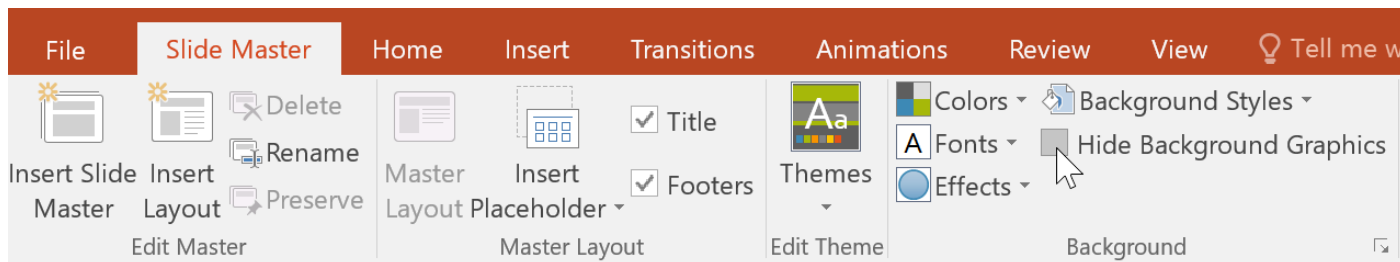 File Slide Master Home Insert Transitions Animations Review View Tell me w
Insert Slide
Master
Insert
Layout
Delete
Rename
Preserve
Edit Master
Master
Layout
Insert
Placeholder
Title
Footers
Master Layout
Aa
Themes
Edit Theme
Colors
A Fonts
Effects
Background Styles
Hide Background Graphics
Background